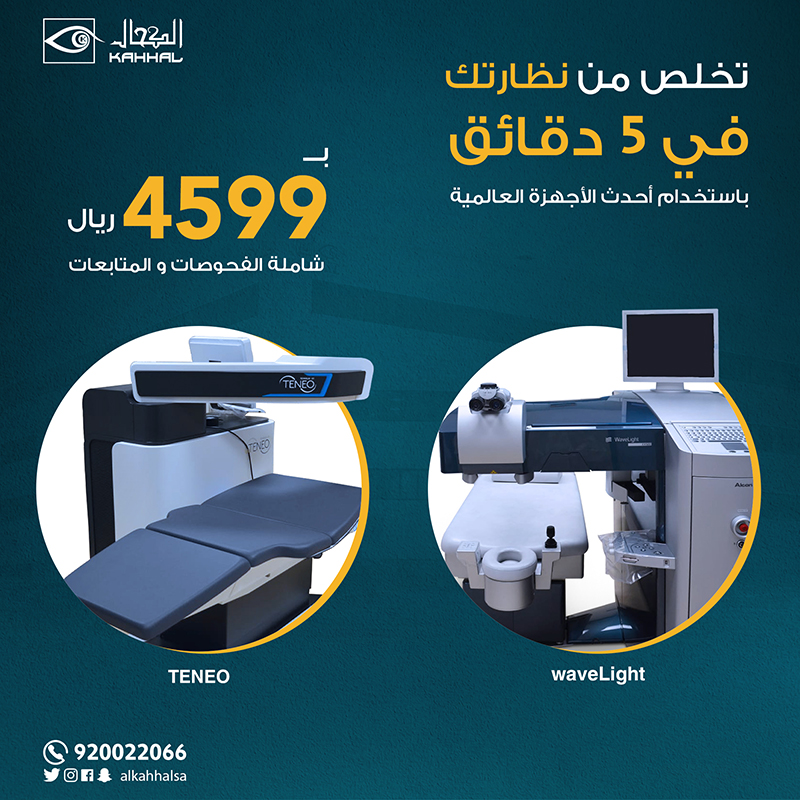 الكحال
KAHHAL
تخلص من نظارتك
في 5 دقائق
باستخدام أحدث الأجهزة العالمية
بـ
4599 ريال
شاملة الفحوصات و المتابعات
TENEO
TENEO
WaveLight
Alcon
TENEO
waveLight
920022066
alkahhalsa